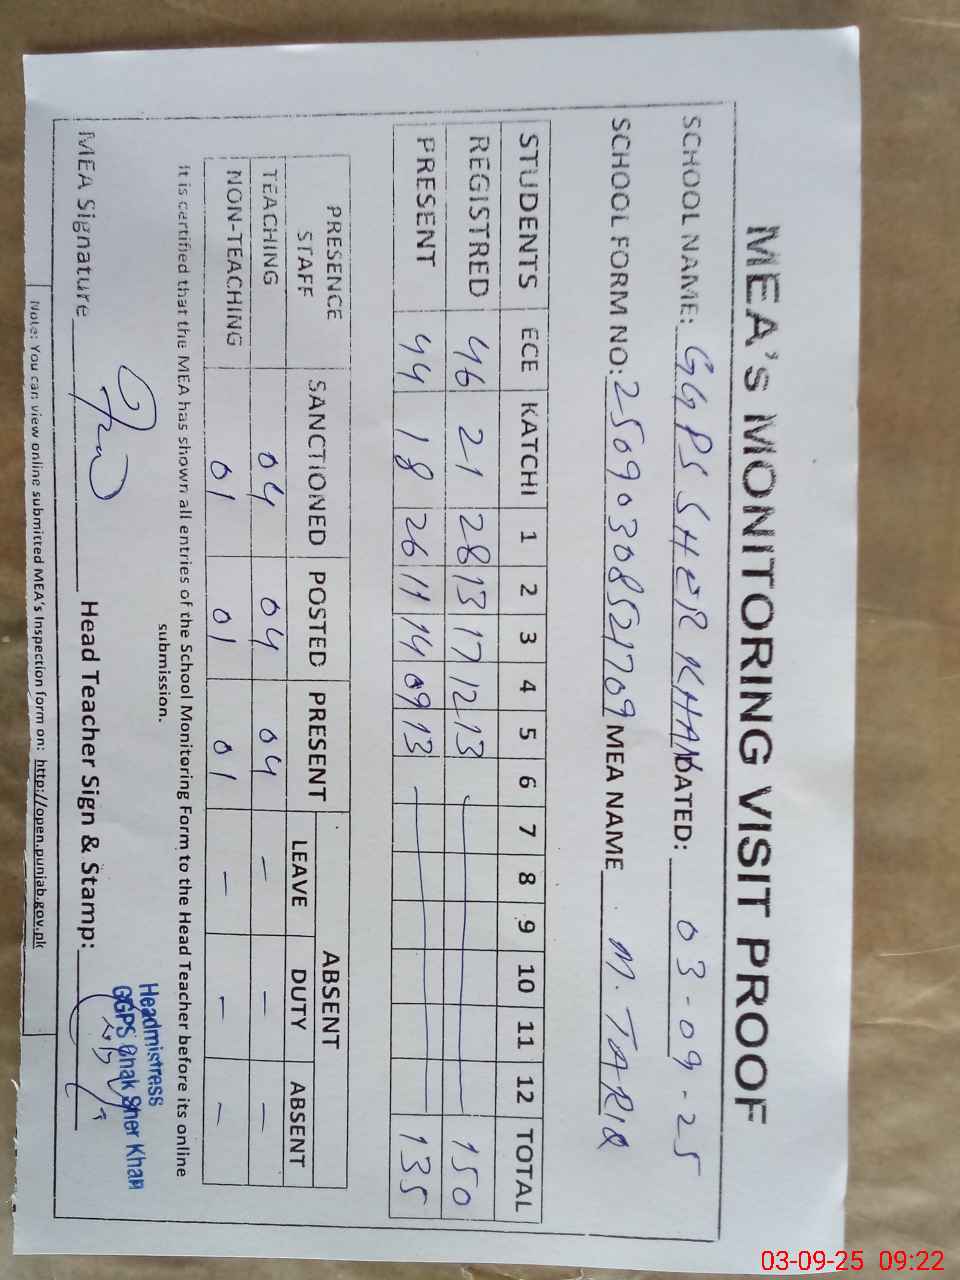 MEA's MONITORING VISIT PROOF
SCHOOL NAME: GGPS SHER KHAN DATED: 03-09-25
SCHOOL FORM NO: 25090308521709 MEA NAME M. TARIQ
STUDENTS ECE KATCHI 1 2 3 4 5 6 7 8 9 10 11 12 TOTAL
REGISTRED 46 21 28 13 17 12 13 150
PRESENT 44 18 26 11 14 09 13 135
PRESENCE STAFF SANCTIONED POSTED PRESENT ABSENT
LEAVE DUTY ABSENT
TEACHING 04 04 04 - - -
NON-TEACHING 01 01 01 - - -
It is certified that the MEA has shown all entries of the School Monitoring Form to the Head Teacher before its online
submission.
MEA Signature Head Teacher Sign & Stamp:
Headmistress
GGPS Chak Sher Khan
Note: You can view online submitted MEA's Inspection form on: http://open.punjab.gov.pk
03-09-25 09:22